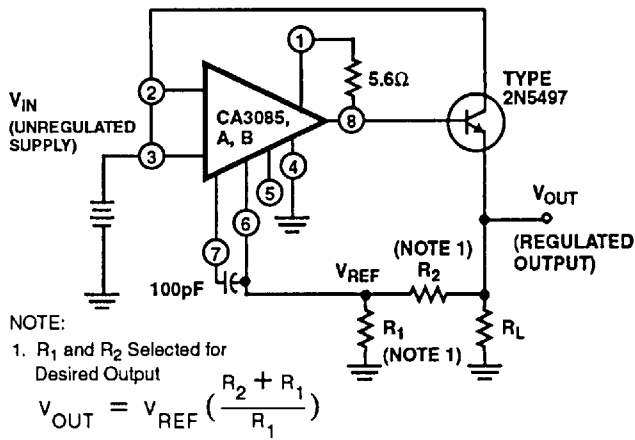 1
5.6Ω
TYPE
2N5497
2
CA3085,
A, B
8
V_IN
(UNREGULATED
SUPPLY)
3
4
5
6
7
V_OUT
(REGULATED
OUTPUT)
(NOTE 1)
V_REF
R_2
100pF
R_1
(NOTE 1)
R_L
NOTE:
1. R_1 and R_2 Selected for
Desired Output
V_OUT = V_REF (R_2 + R_1 / R_1)